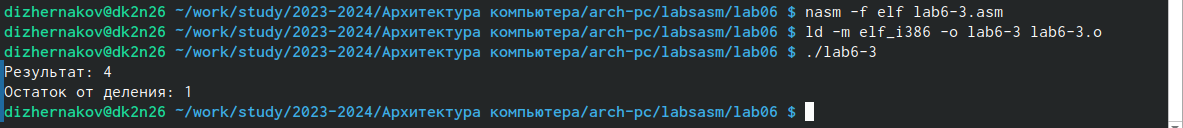 dizhernakov@dk2n26 ~/work/study/2023-2024/Архитектура компьютера/arch-pc/labsasm/lab06 $ nasm -f elf lab6-3.asm
dizhernakov@dk2n26 ~/work/study/2023-2024/Архитектура компьютера/arch-pc/labsasm/lab06 $ ld -m elf_i386 -o lab6-3 lab6-3.o
dizhernakov@dk2n26 ~/work/study/2023-2024/Архитектура компьютера/arch-pc/labsasm/lab06 $ ./lab6-3
Результат: 4
Остаток от деления: 1
dizhernakov@dk2n26 ~/work/study/2023-2024/Архитектура компьютера/arch-pc/labsasm/lab06 $